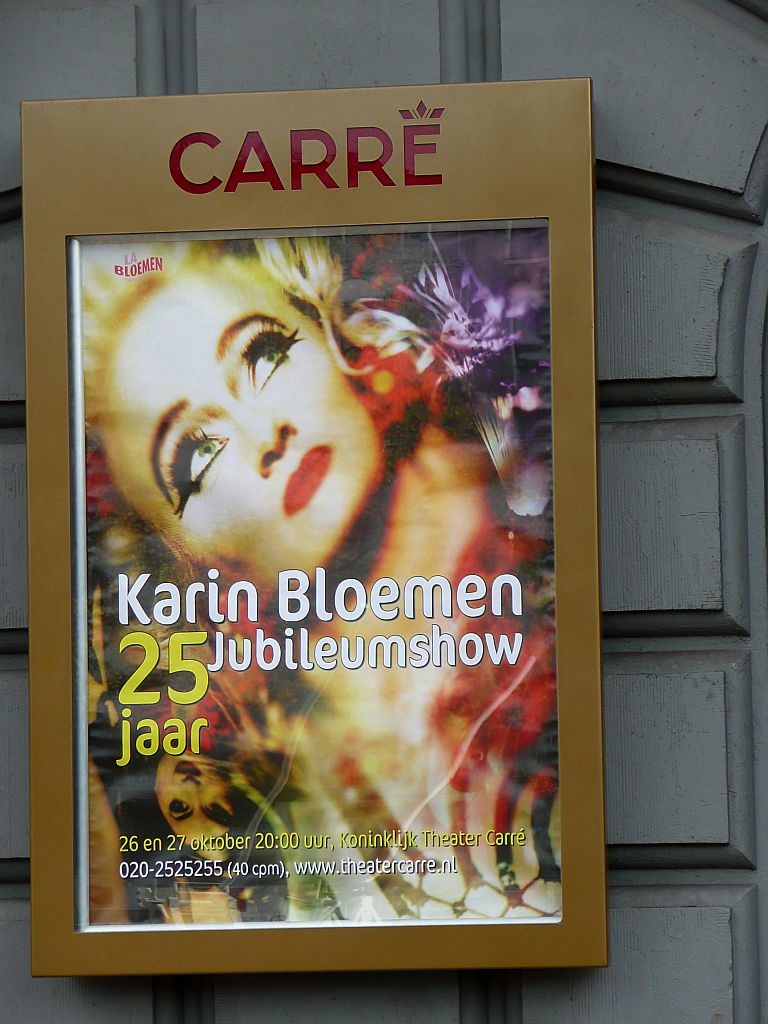 CARRÉ
LA
BLOEMEN
Karin Bloemen
25 Jubileumshow
jaar
26 en 27 oktober 20:00 uur, Koninklijk Theater Carré
020-2525255 (40 cpm), www.theatercarre.nl